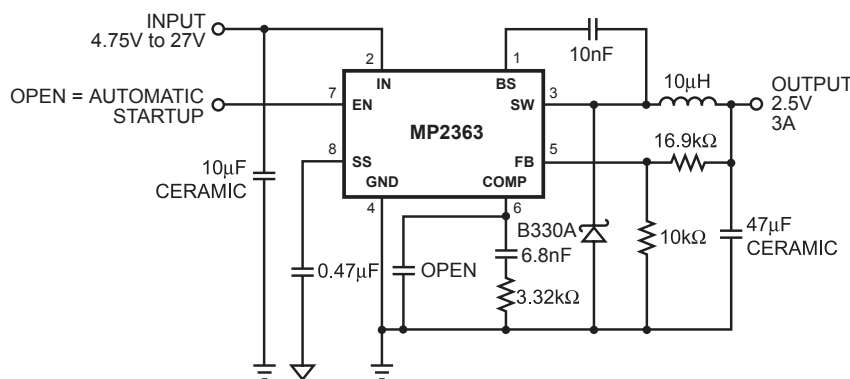 INPUT
4.75V to 27V
OPEN = AUTOMATIC
STARTUP
10µF
CERAMIC
0.47µF
OPEN
2
IN
1
BS
10nF
7
EN
MP2363
3
SW
8
SS
5
FB
GND
4
COMP
6
10µH
OUTPUT
2.5V
3A
16.9kΩ
B330A
6.8nF
3.32kΩ
10kΩ
47µF
CERAMIC